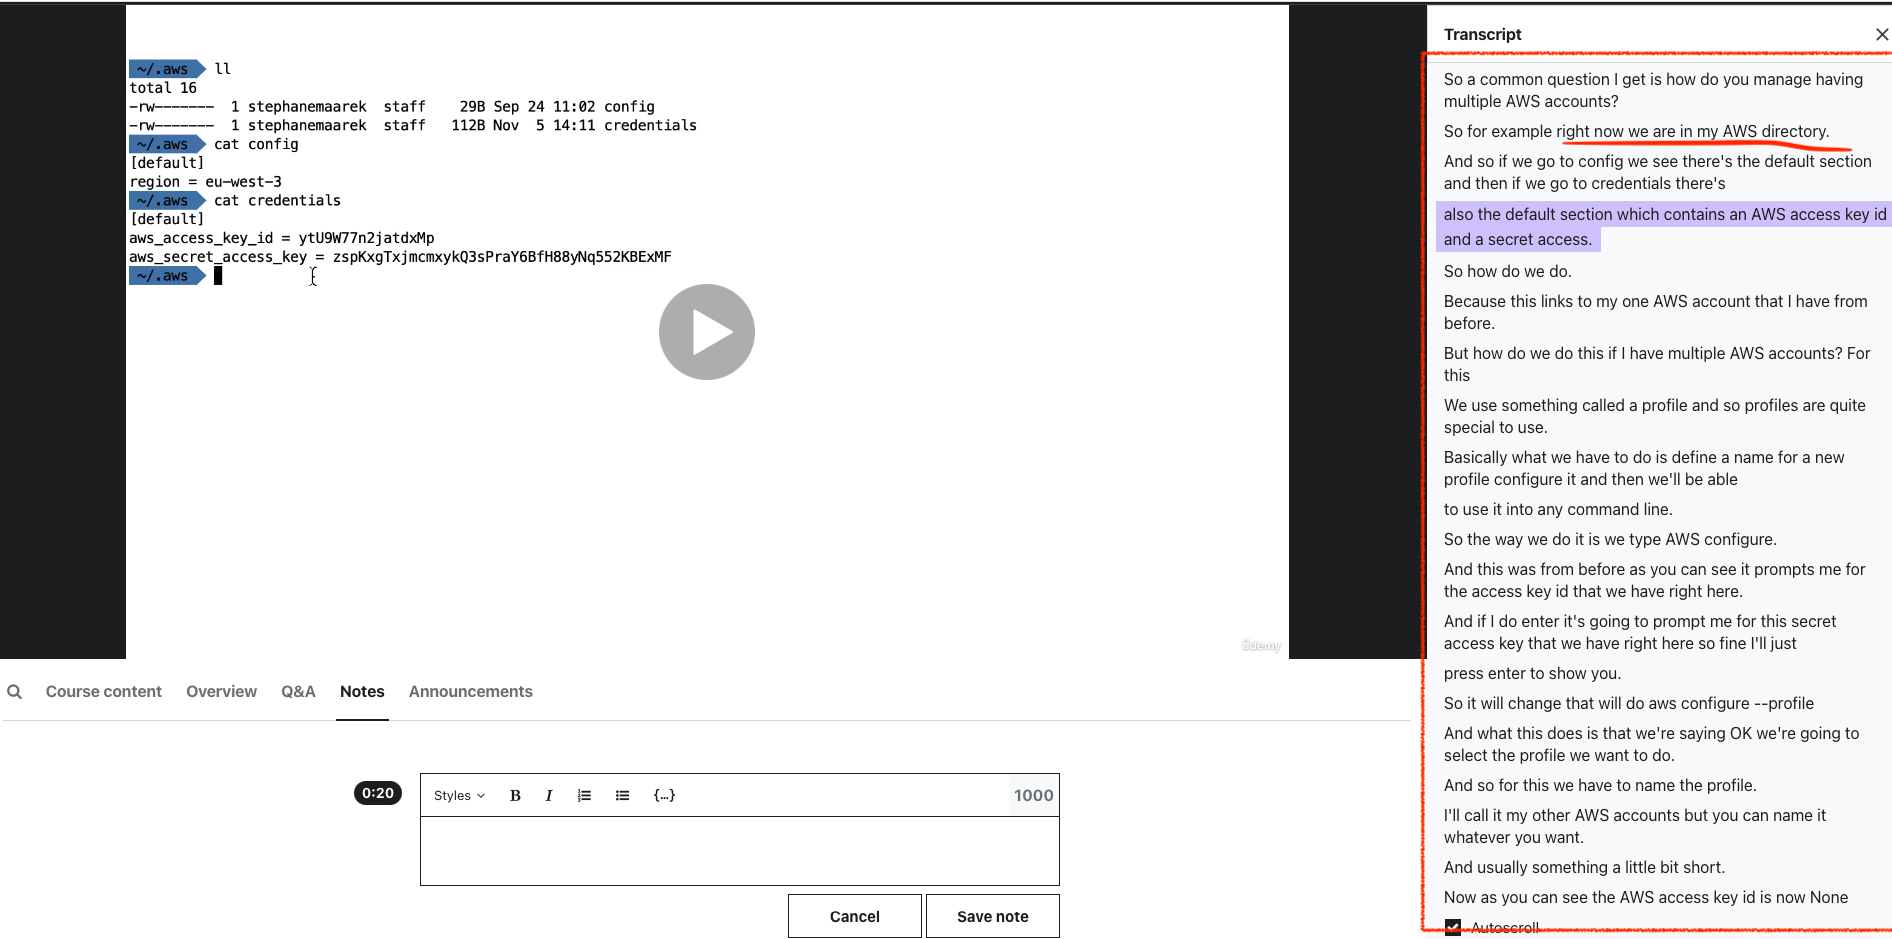 ~/.aws ll
total 16
-rw------- 1 stephanemaarek staff 29B Sep 24 11:02 config
-rw------- 1 stephanemaarek staff 112B Nov 5 14:11 credentials
~/.aws cat config
[default]
region = eu-west-3
~/.aws cat credentials
[default]
aws_access_key_id = ytU9W77n2jatdxMp
aws_secret_access_key = zspKxgTxjmcmxykQ3sPraY6BfH88yNq552KBExMF
~/.aws
ûdemy
Course content Overview Q&A Notes Announcements
0:20
Styles B I {...} 1000
Cancel Save note
Transcript
So a common question I get is how do you manage having
multiple AWS accounts?
So for example right now we are in my AWS directory.
And so if we go to config we see there's the default section
and then if we go to credentials there's
also the default section which contains an AWS access key id
and a secret access.
So how do we do.
Because this links to my one AWS account that I have from
before.
But how do we do this if I have multiple AWS accounts? For
this
We use something called a profile and so profiles are quite
special to use.
Basically what we have to do is define a name for a new
profile configure it and then we'll be able
to use it into any command line.
So the way we do it is we type AWS configure.
And this was from before as you can see it prompts me for
the access key id that we have right here.
And if I do enter it's going to prompt me for this secret
access key that we have right here so fine I'll just
press enter to show you.
So it will change that will do aws configure --profile
And what this does is that we're saying OK we're going to
select the profile we want to do.
And so for this we have to name the profile.
I'll call it my other AWS accounts but you can name it
whatever you want.
And usually something a little bit short.
Now as you can see the AWS access key id is now None
Autoscroll